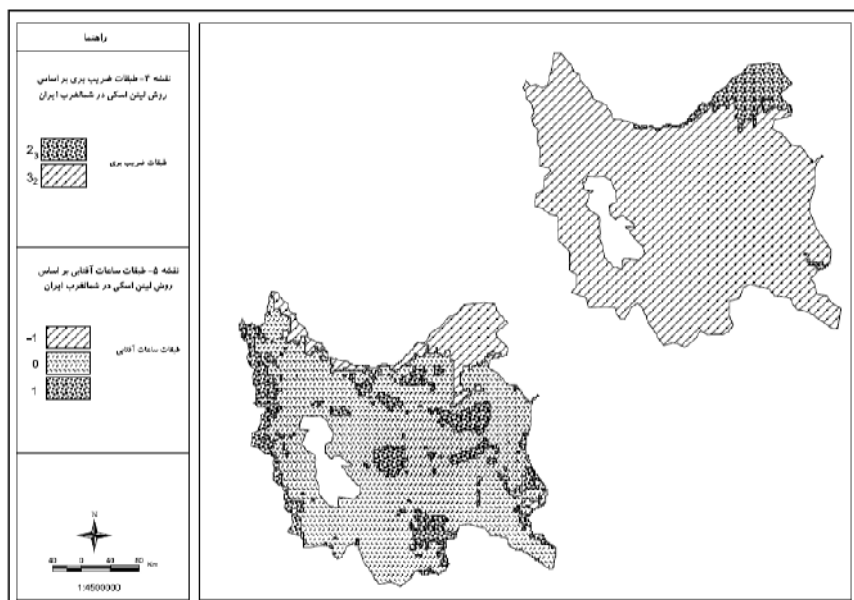 راهنما
نقشه ۴- طبقات ضریب بری بر اساس
روش لیتن اسکی در شمالغرب ایران
طبقات ضریب بری
2₃
3₂
نقشه ۵- طبقات ساعات آفتابی بر اساس
روش لیتن اسکی در شمالغرب ایران
طبقات ساعات آفتابی
-1
0
1
N
40 0 40 80 Km
1:4500000